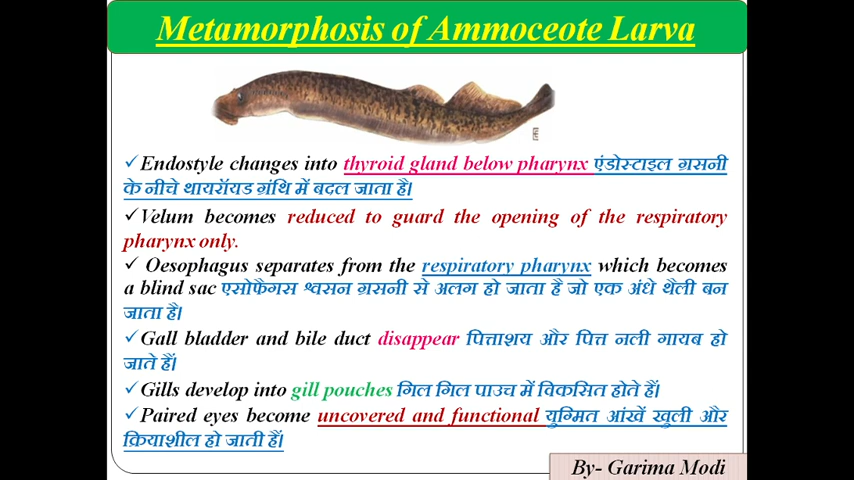 Metamorphosis of Ammoceote Larva
✓Endostyle changes into thyroid gland below pharynx एंडोस्टाइल ग्रसनी
के नीचे थायरॉयड ग्रंथि में बदल जाता है।
✓Velum becomes reduced to guard the opening of the respiratory
pharynx only.
✓ Oesophagus separates from the respiratory pharynx which becomes
a blind sac एसोफैगस श्वसन ग्रसनी से अलग हो जाता है जो एक अंधे थैली बन
जाता है।
✓Gall bladder and bile duct disappear पित्ताशय और पित्त नली गायब हो
जाते हैं।
✓Gills develop into gill pouches गिल गिल पाउच में विकसित होते हैं।
✓Paired eyes become uncovered and functional युग्मित आंखें खुली और
क्रियाशील हो जाती हैं।
By- Garima Modi